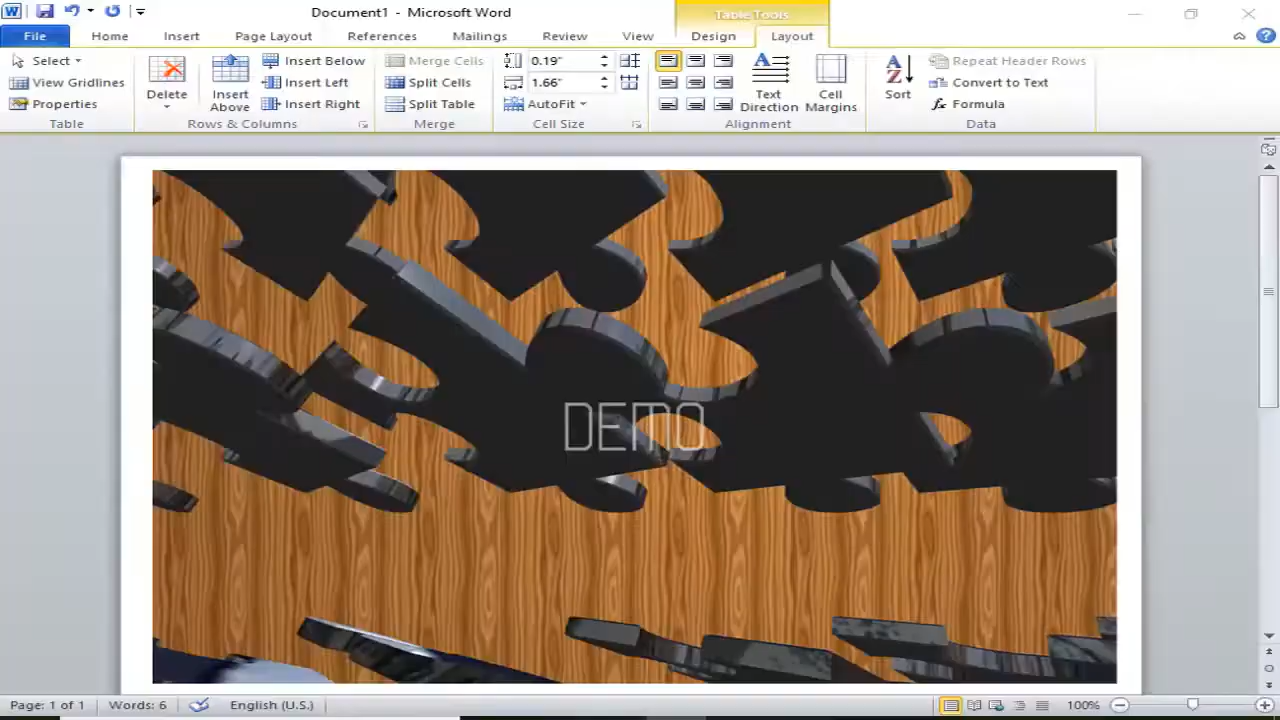 Document1 - Microsoft Word
Table Tools
File Home Insert Page Layout References Mailings Review View Design Layout
Select
View Gridlines
Properties
Table
Delete
Insert Above
Insert Below
Insert Left
Insert Right
Rows & Columns
Merge Cells
Split Cells
Split Table
Merge
0.19"
1.66"
AutoFit
Cell Size
Text Direction
Cell Margins
Alignment
Sort
Repeat Header Rows
Convert to Text
Formula
Data
DEMO
Page: 1 of 1 Words: 6 English (U.S.) 100%